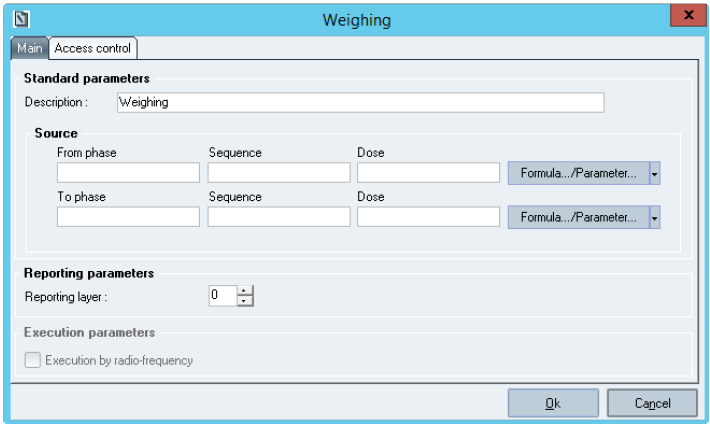 Weighing
x
Main Access control
Standard parameters
Description : Weighing
Source
From phase Sequence Dose
Formula.../Parameter...
To phase Sequence Dose
Formula.../Parameter...
Reporting parameters
Reporting layer : 0
Execution parameters
Execution by radio-frequency
Ok Cancel